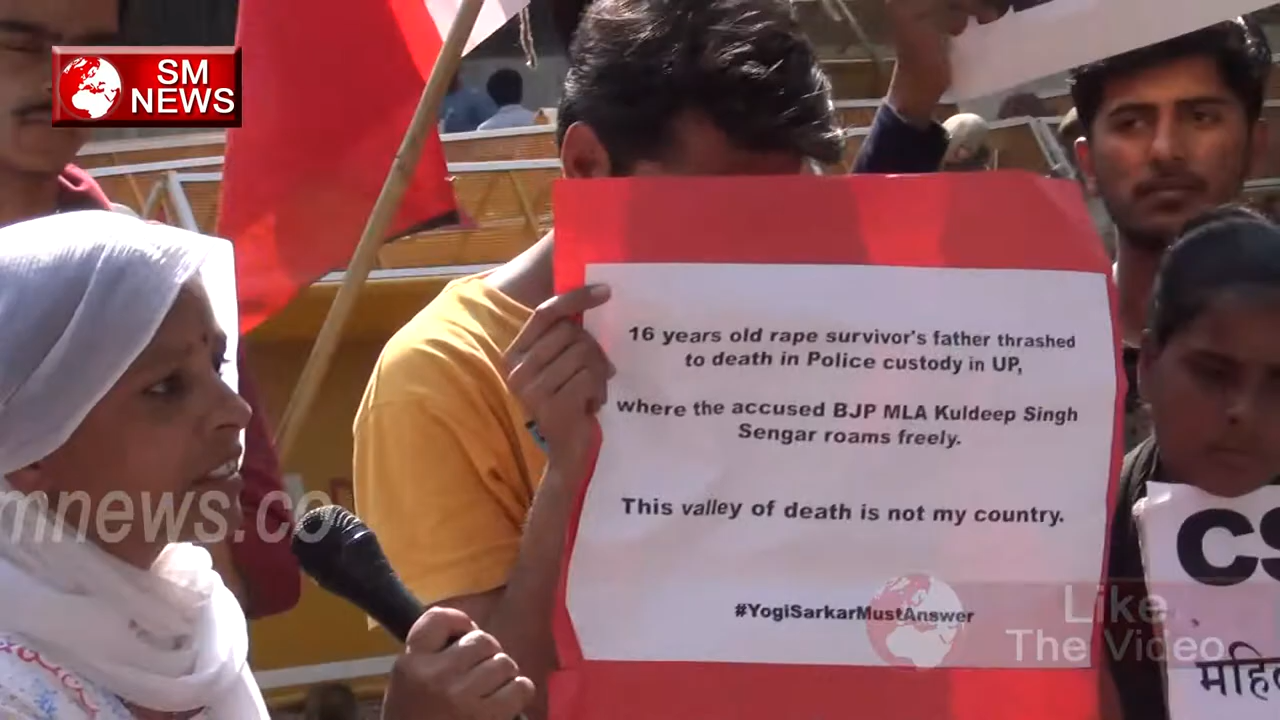 SM
NEWS
16 years old rape survivor's father thrashed
to death in Police custody in UP,
where the accused BJP MLA Kuldeep Singh
Sengar roams freely.
This valley of death is not my country.
#YogiSarkarMustAnswer
mnews.co
Like
The Video
CS